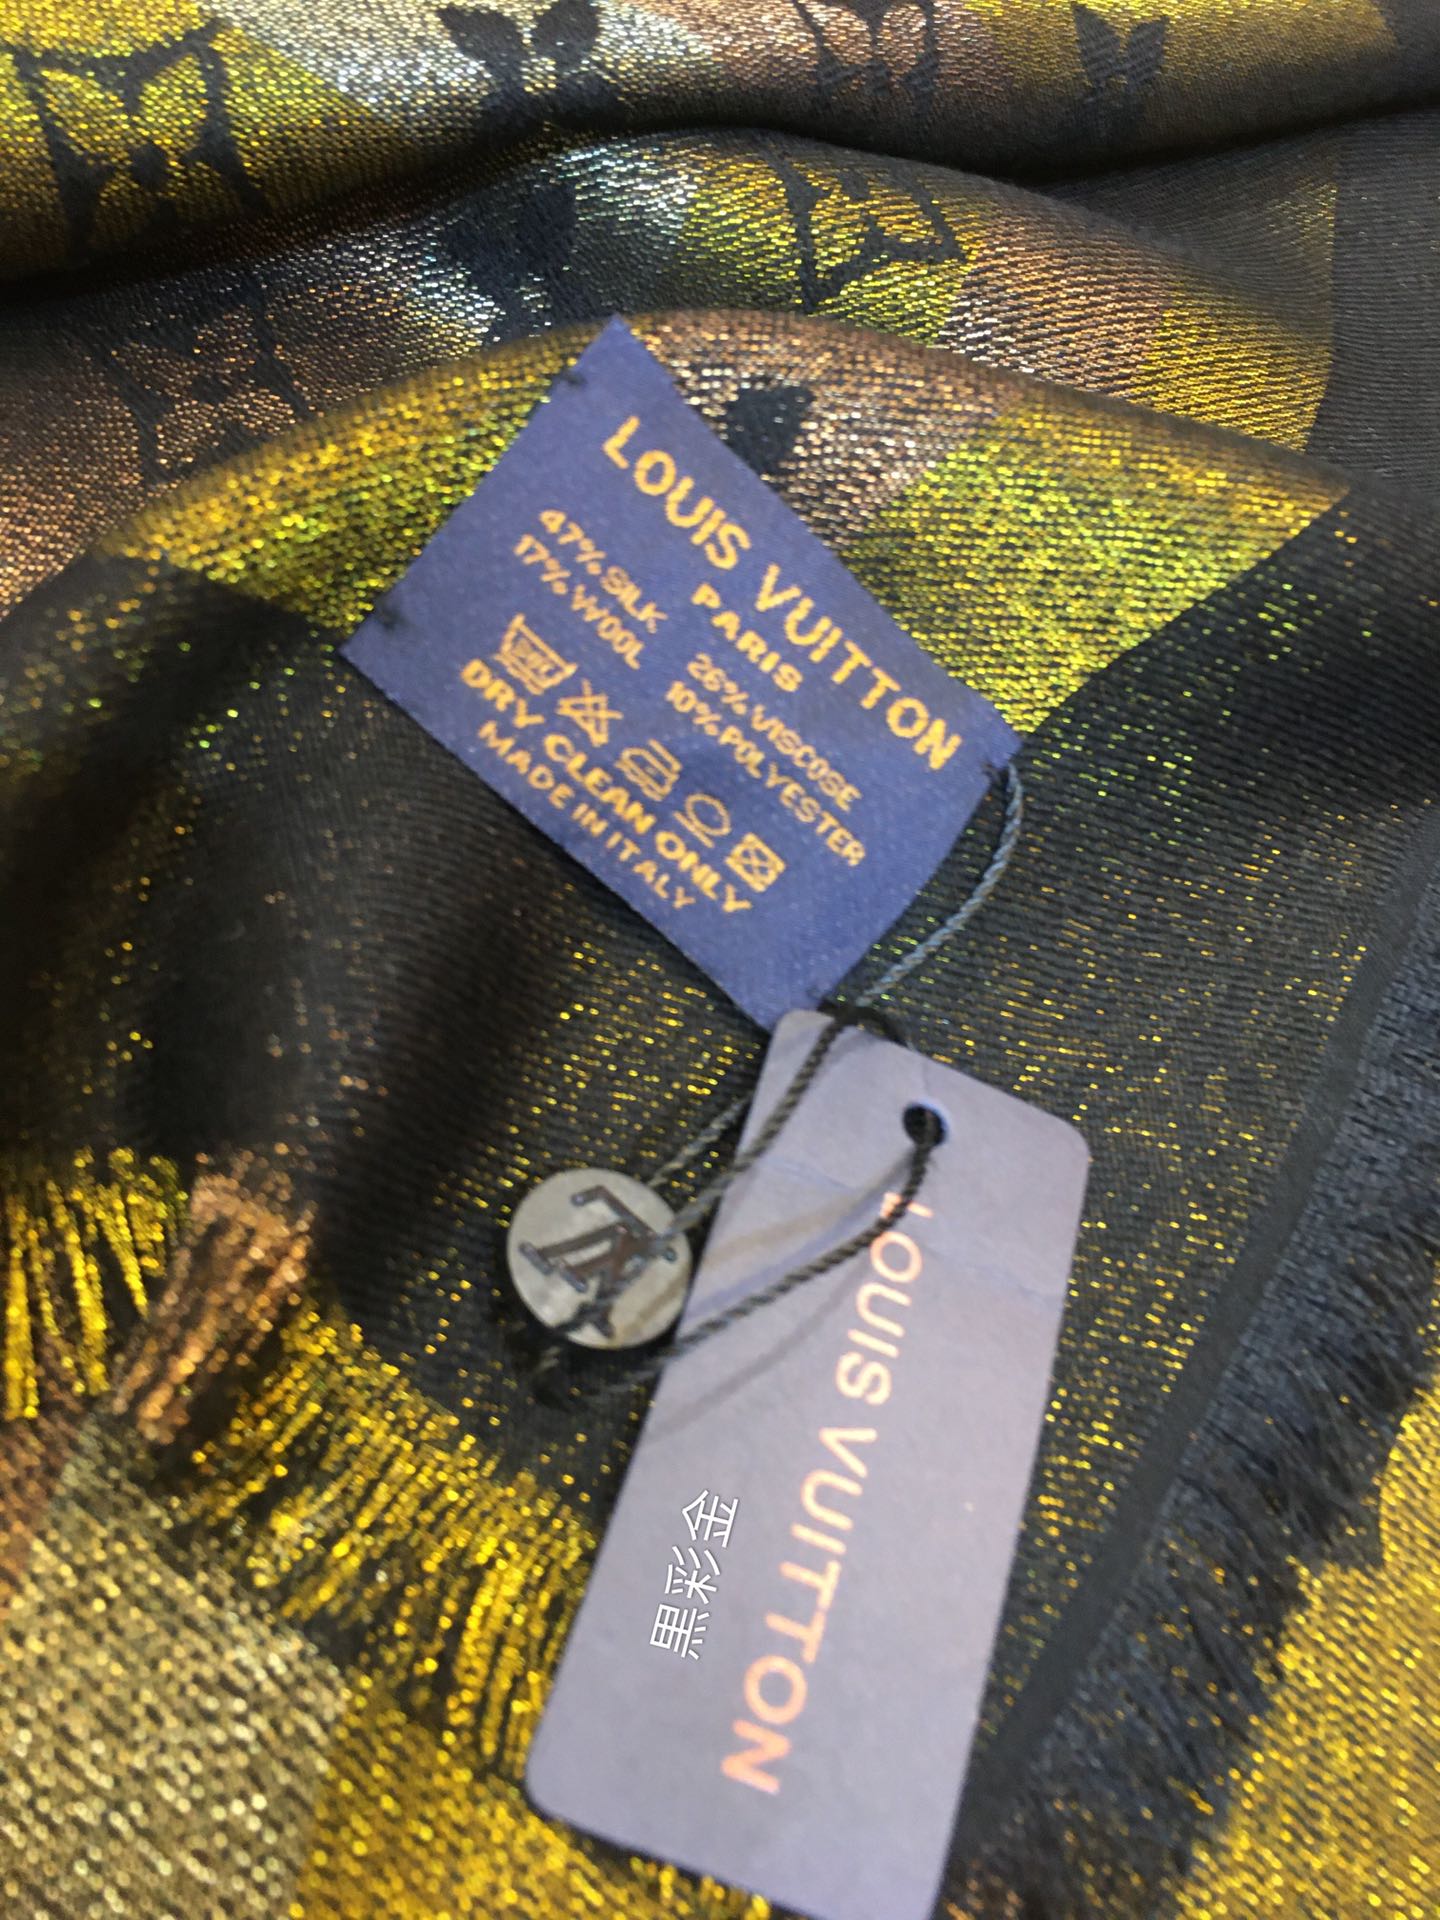 LOUIS VUITTON
PARIS
47% SILK 26% VISCOSE
17% WOOL 10% POLYESTER
DRY CLEAN ONLY
MADE IN ITALY
LV
LOUIS VUITTON
黑彩金